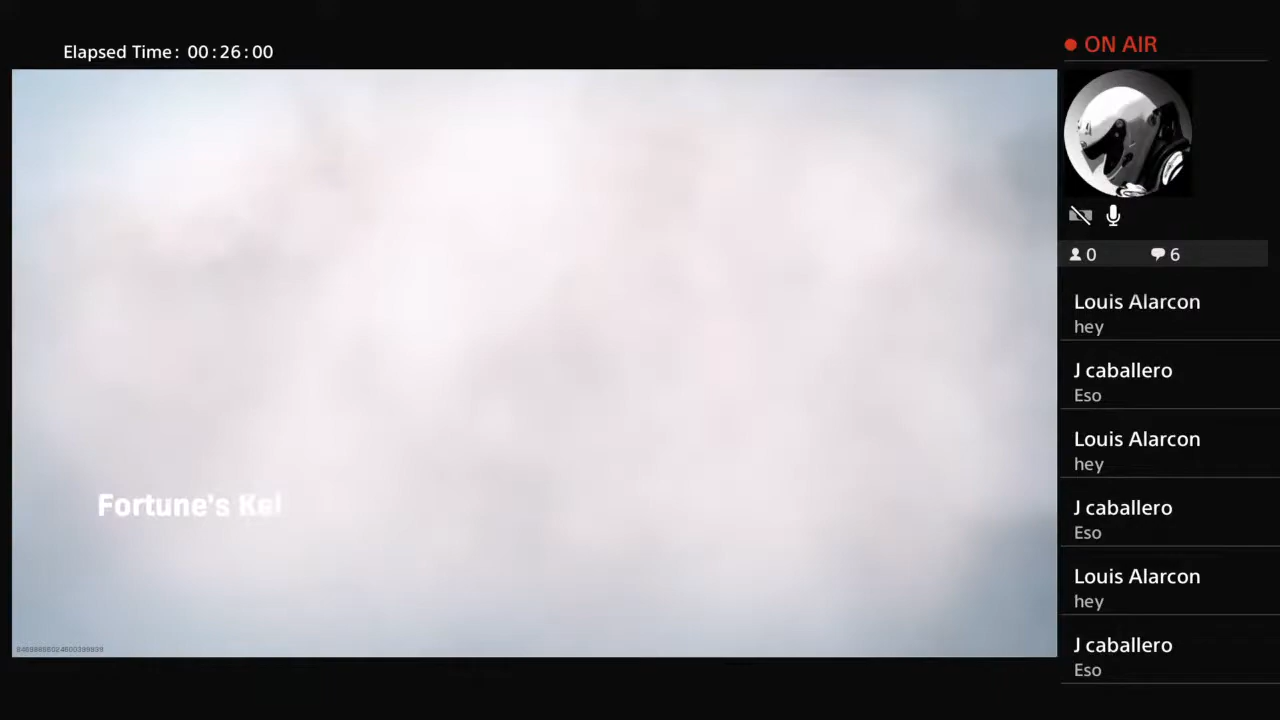 Elapsed Time: 00:26:00
ON AIR
0 6
Louis Alarcon
hey
J caballero
Eso
Louis Alarcon
hey
J caballero
Eso
Louis Alarcon
hey
J caballero
Eso
Fortune's Ke